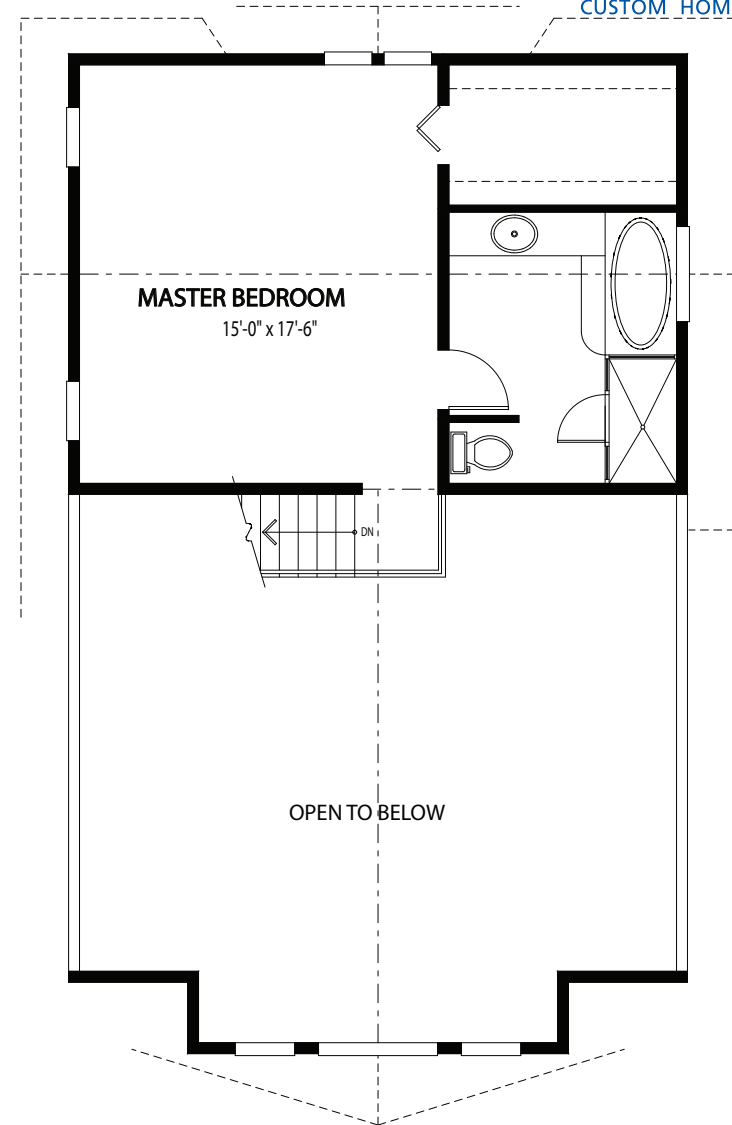 CUSTOM HOM
MASTER BEDROOM
15'-0" x 17'-6"
DN
OPEN TO BELOW